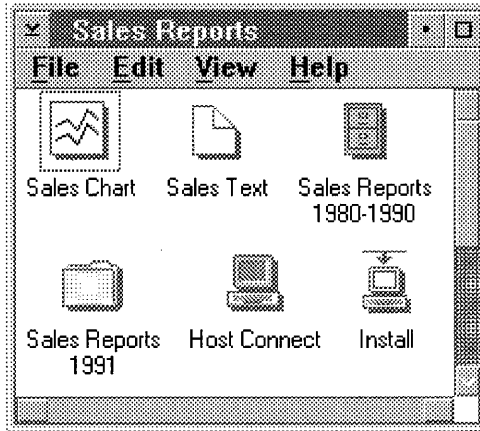 Sales Reports
File Edit View Help
Sales Chart Sales Text Sales Reports
1980-1990
Sales Reports Host Connect Install
1991